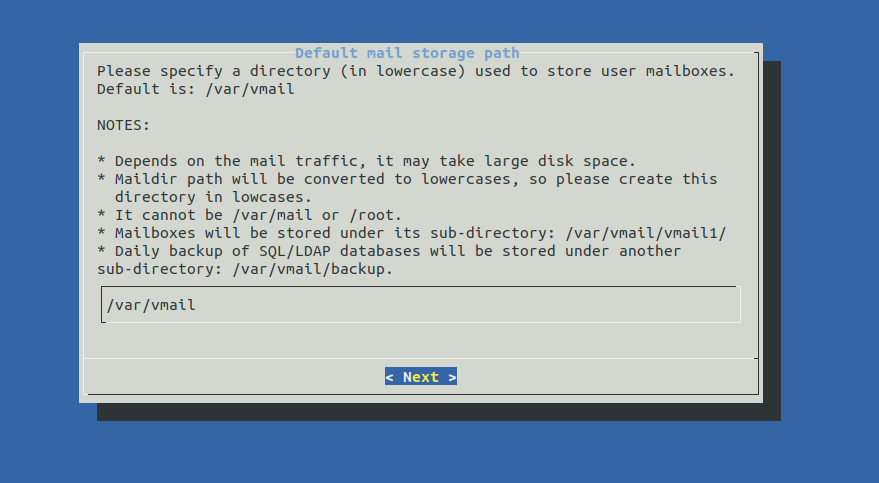 Default mail storage path
Please specify a directory (in lowercase) used to store user mailboxes.
Default is: /var/vmail
NOTES:
* Depends on the mail traffic, it may take large disk space.
* Maildir path will be converted to lowercases, so please create this
directory in lowcases.
* It cannot be /var/mail or /root.
* Mailboxes will be stored under its sub-directory: /var/vmail/vmail1/
* Daily backup of SQL/LDAP databases will be stored under another
sub-directory: /var/vmail/backup.
/var/vmail
< Next >